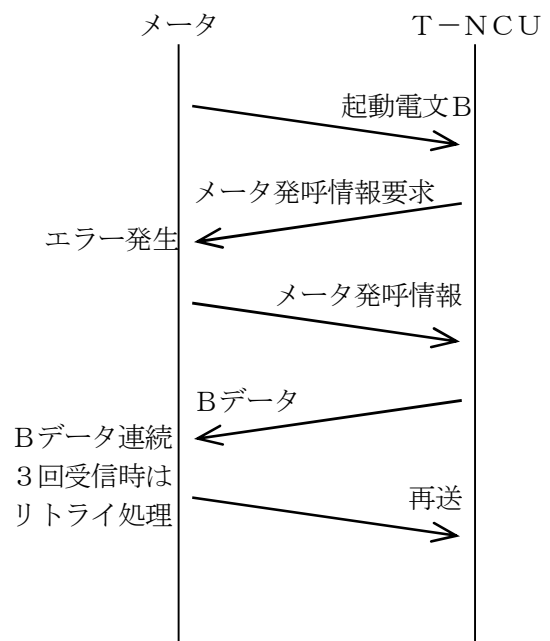 メータ
Ｔ－ＮＣＵ
起動電文Ｂ
メータ発呼情報要求
エラー発生
メータ発呼情報
Ｂデータ
Ｂデータ連続
３回受信時は
リトライ処理
再送